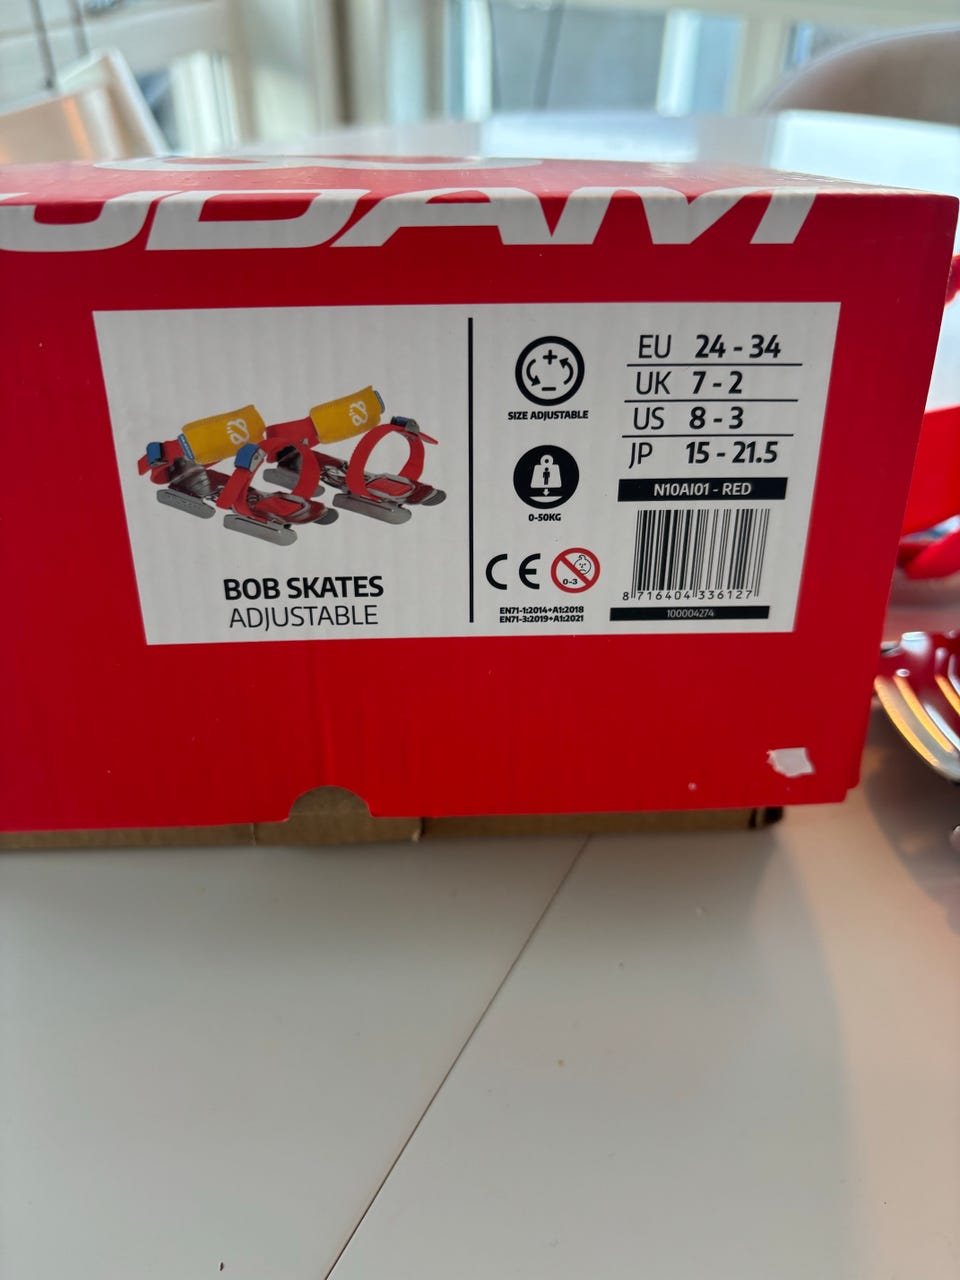 UDAM
EU 24 - 34
UK 7 - 2
US 8 - 3
JP 15 - 21.5
SIZE ADJUSTABLE
0-50KG
N10AI01 - RED
CE
0-3
8 716404 336127
100004274
EN71-1:2014+A1:2018
EN71-3:2019+A1:2021
BOB SKATES
ADJUSTABLE